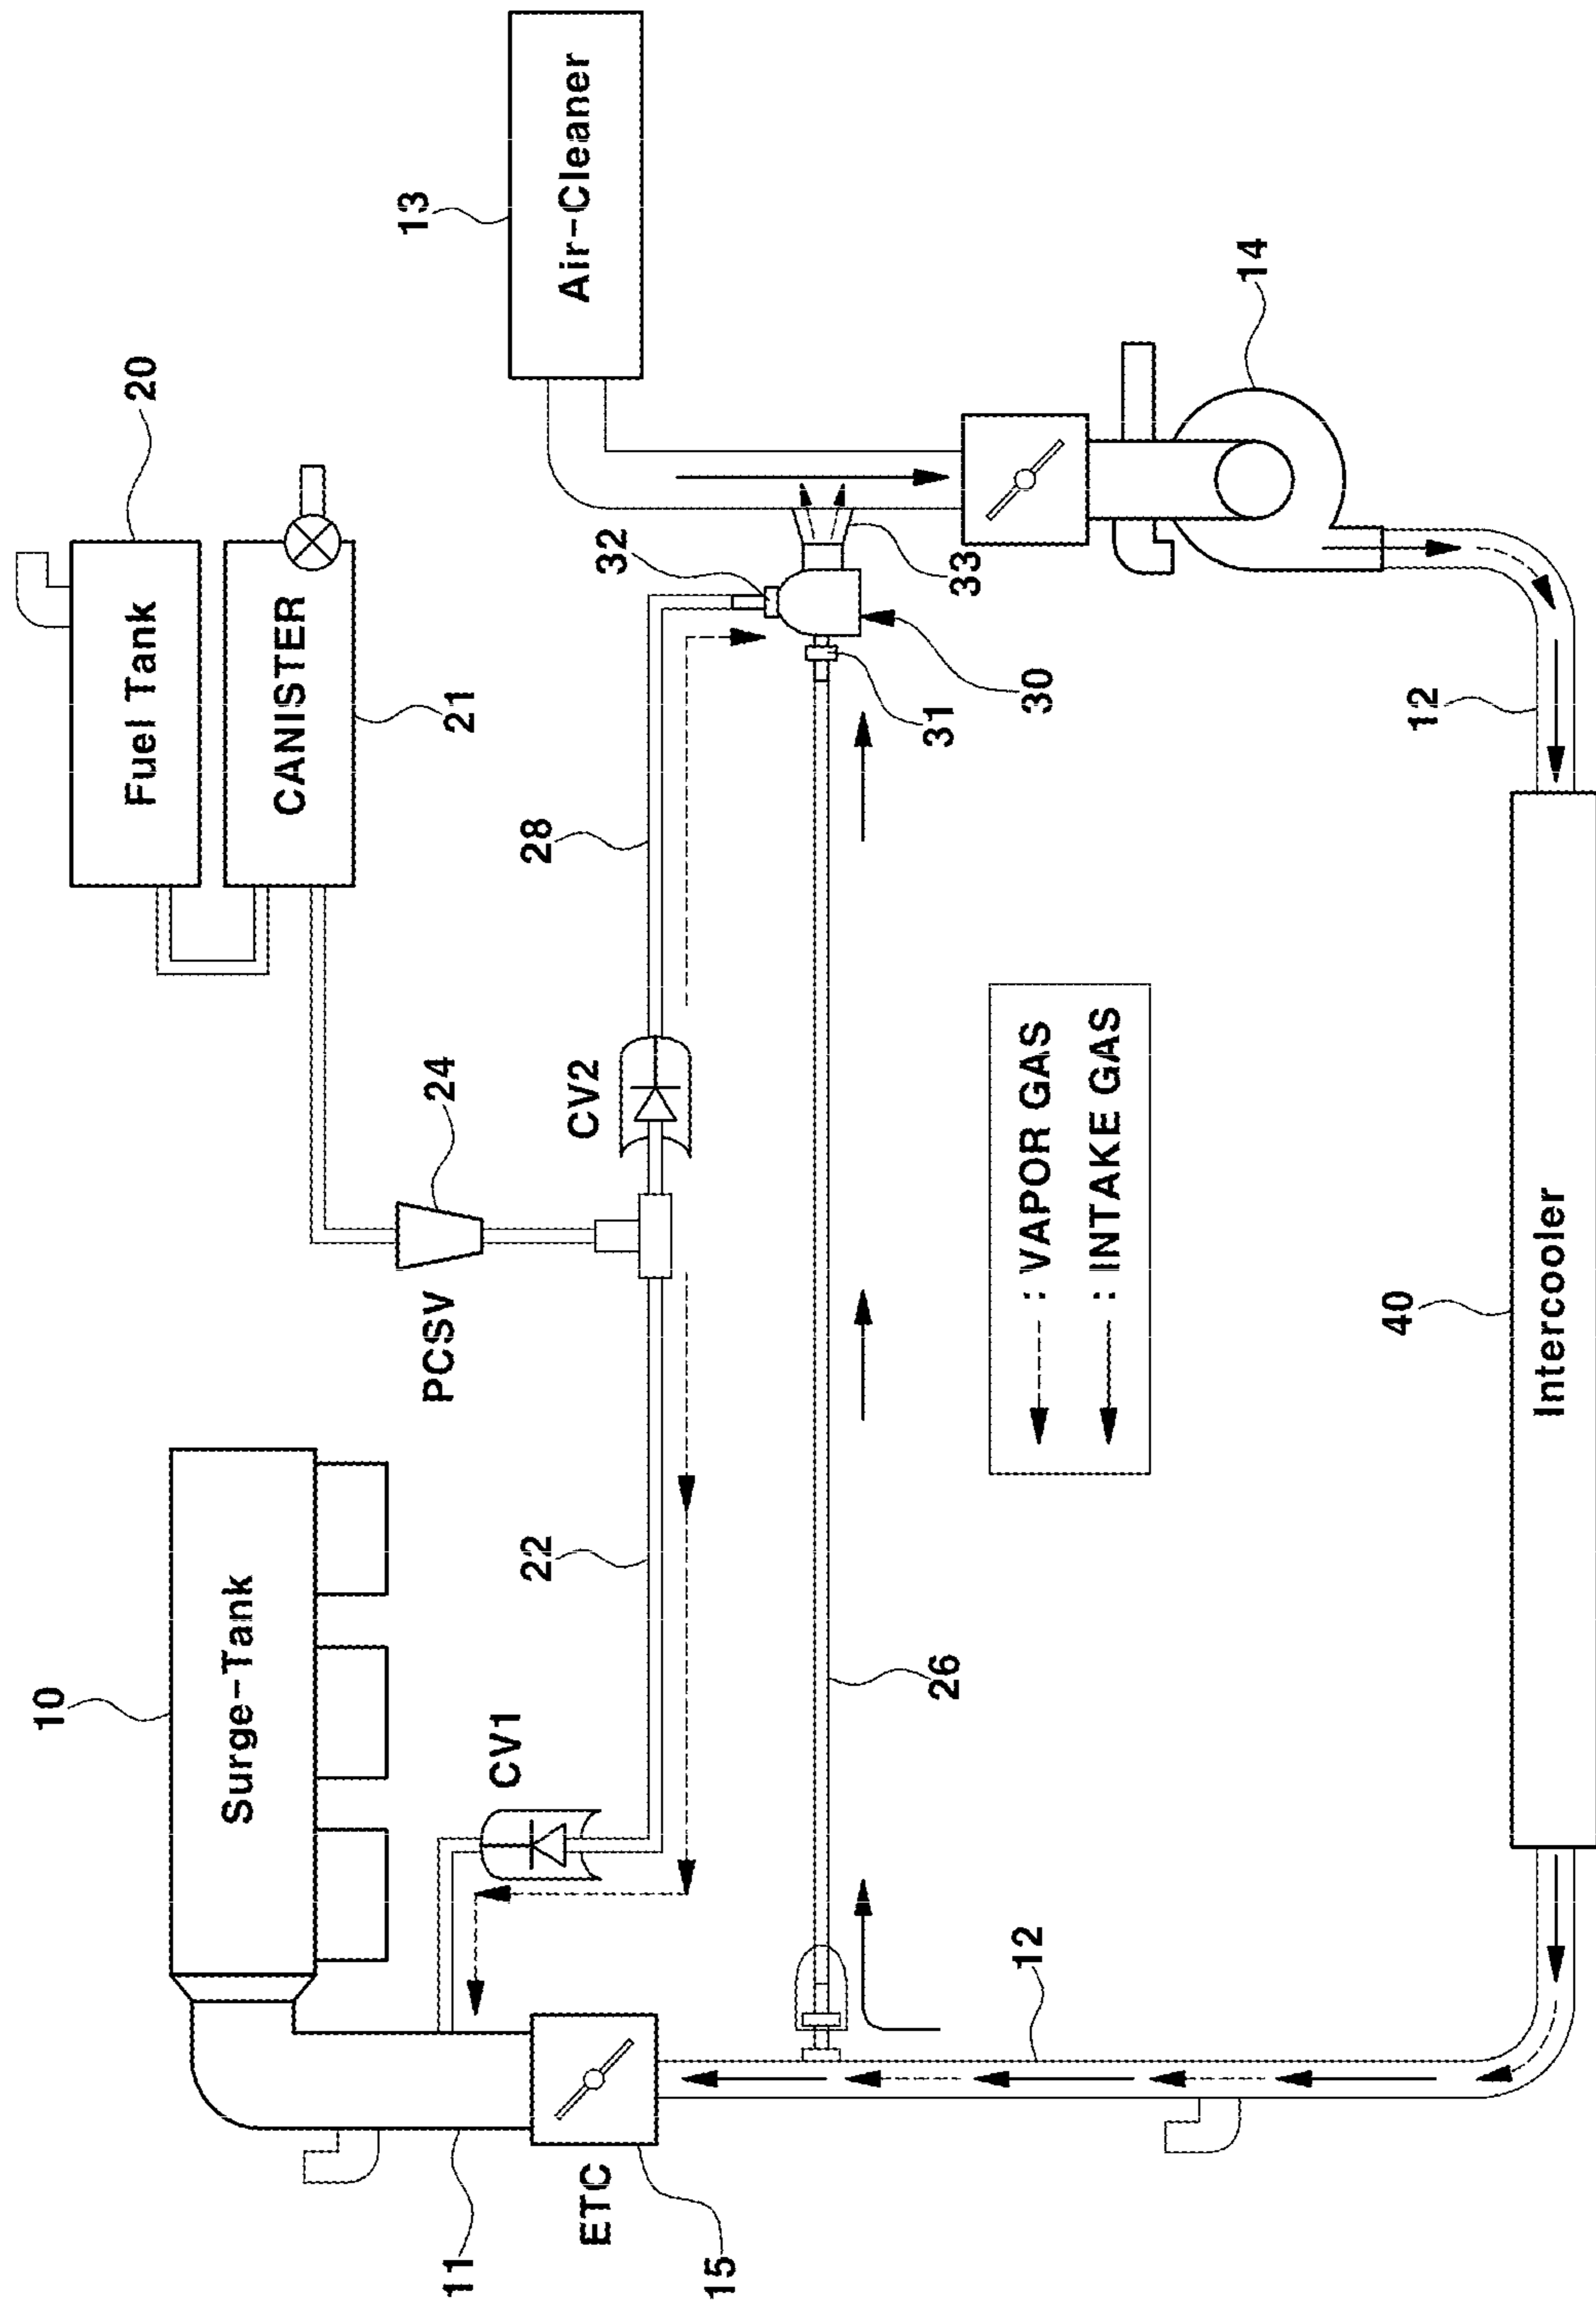 10
Fuel Tank
20
Surge-Tank
CANISTER
13
PCSV
24
11
21
CV1
22
28
Air-Cleaner
CV2
ETC
32
15
26
31
33
12
: VAPOR GAS
30
: INTAKE GAS
14
40
12
Intercooler